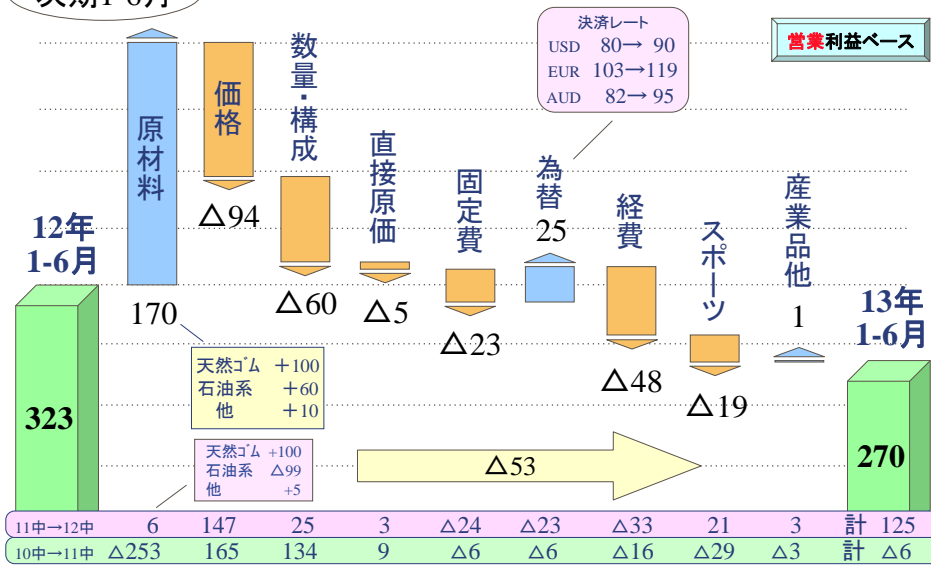 次期1-6月
営業利益ベース
決済レート
USD 80→ 90
EUR 103→119
AUD 82→ 95
原材料
価格
数量・構成
直接原価
固定費
為替
経費
スポーツ
産業品他
12年
1-6月
323
170
△94
△60
△5
△23
25
△48
△19
1
13年
1-6月
270
天然ゴム +100
石油系 +60
他 +10
天然ゴム +100
石油系 △99
他 +5
△53
11中→12中 6 147 25 3 △24 △23 △33 21 3 計 125
10中→11中 △253 165 134 9 △6 △6 △16 △29 △3 計 △6